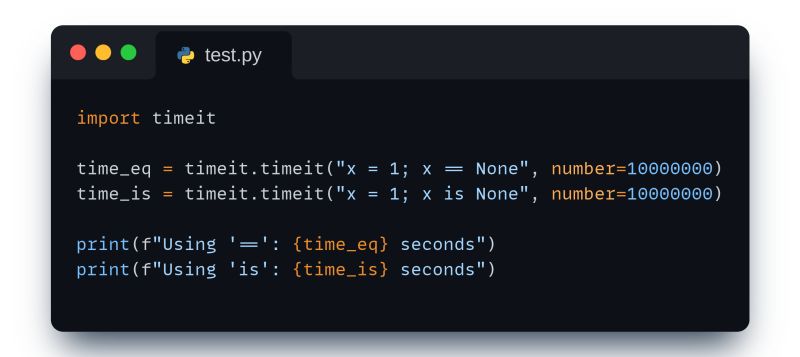 test.py
import timeit
time_eq = timeit.timeit("x = 1; x == None", number=10000000)
time_is = timeit.timeit("x = 1; x is None", number=10000000)
print(f"Using '==': {time_eq} seconds")
print(f"Using 'is': {time_is} seconds")